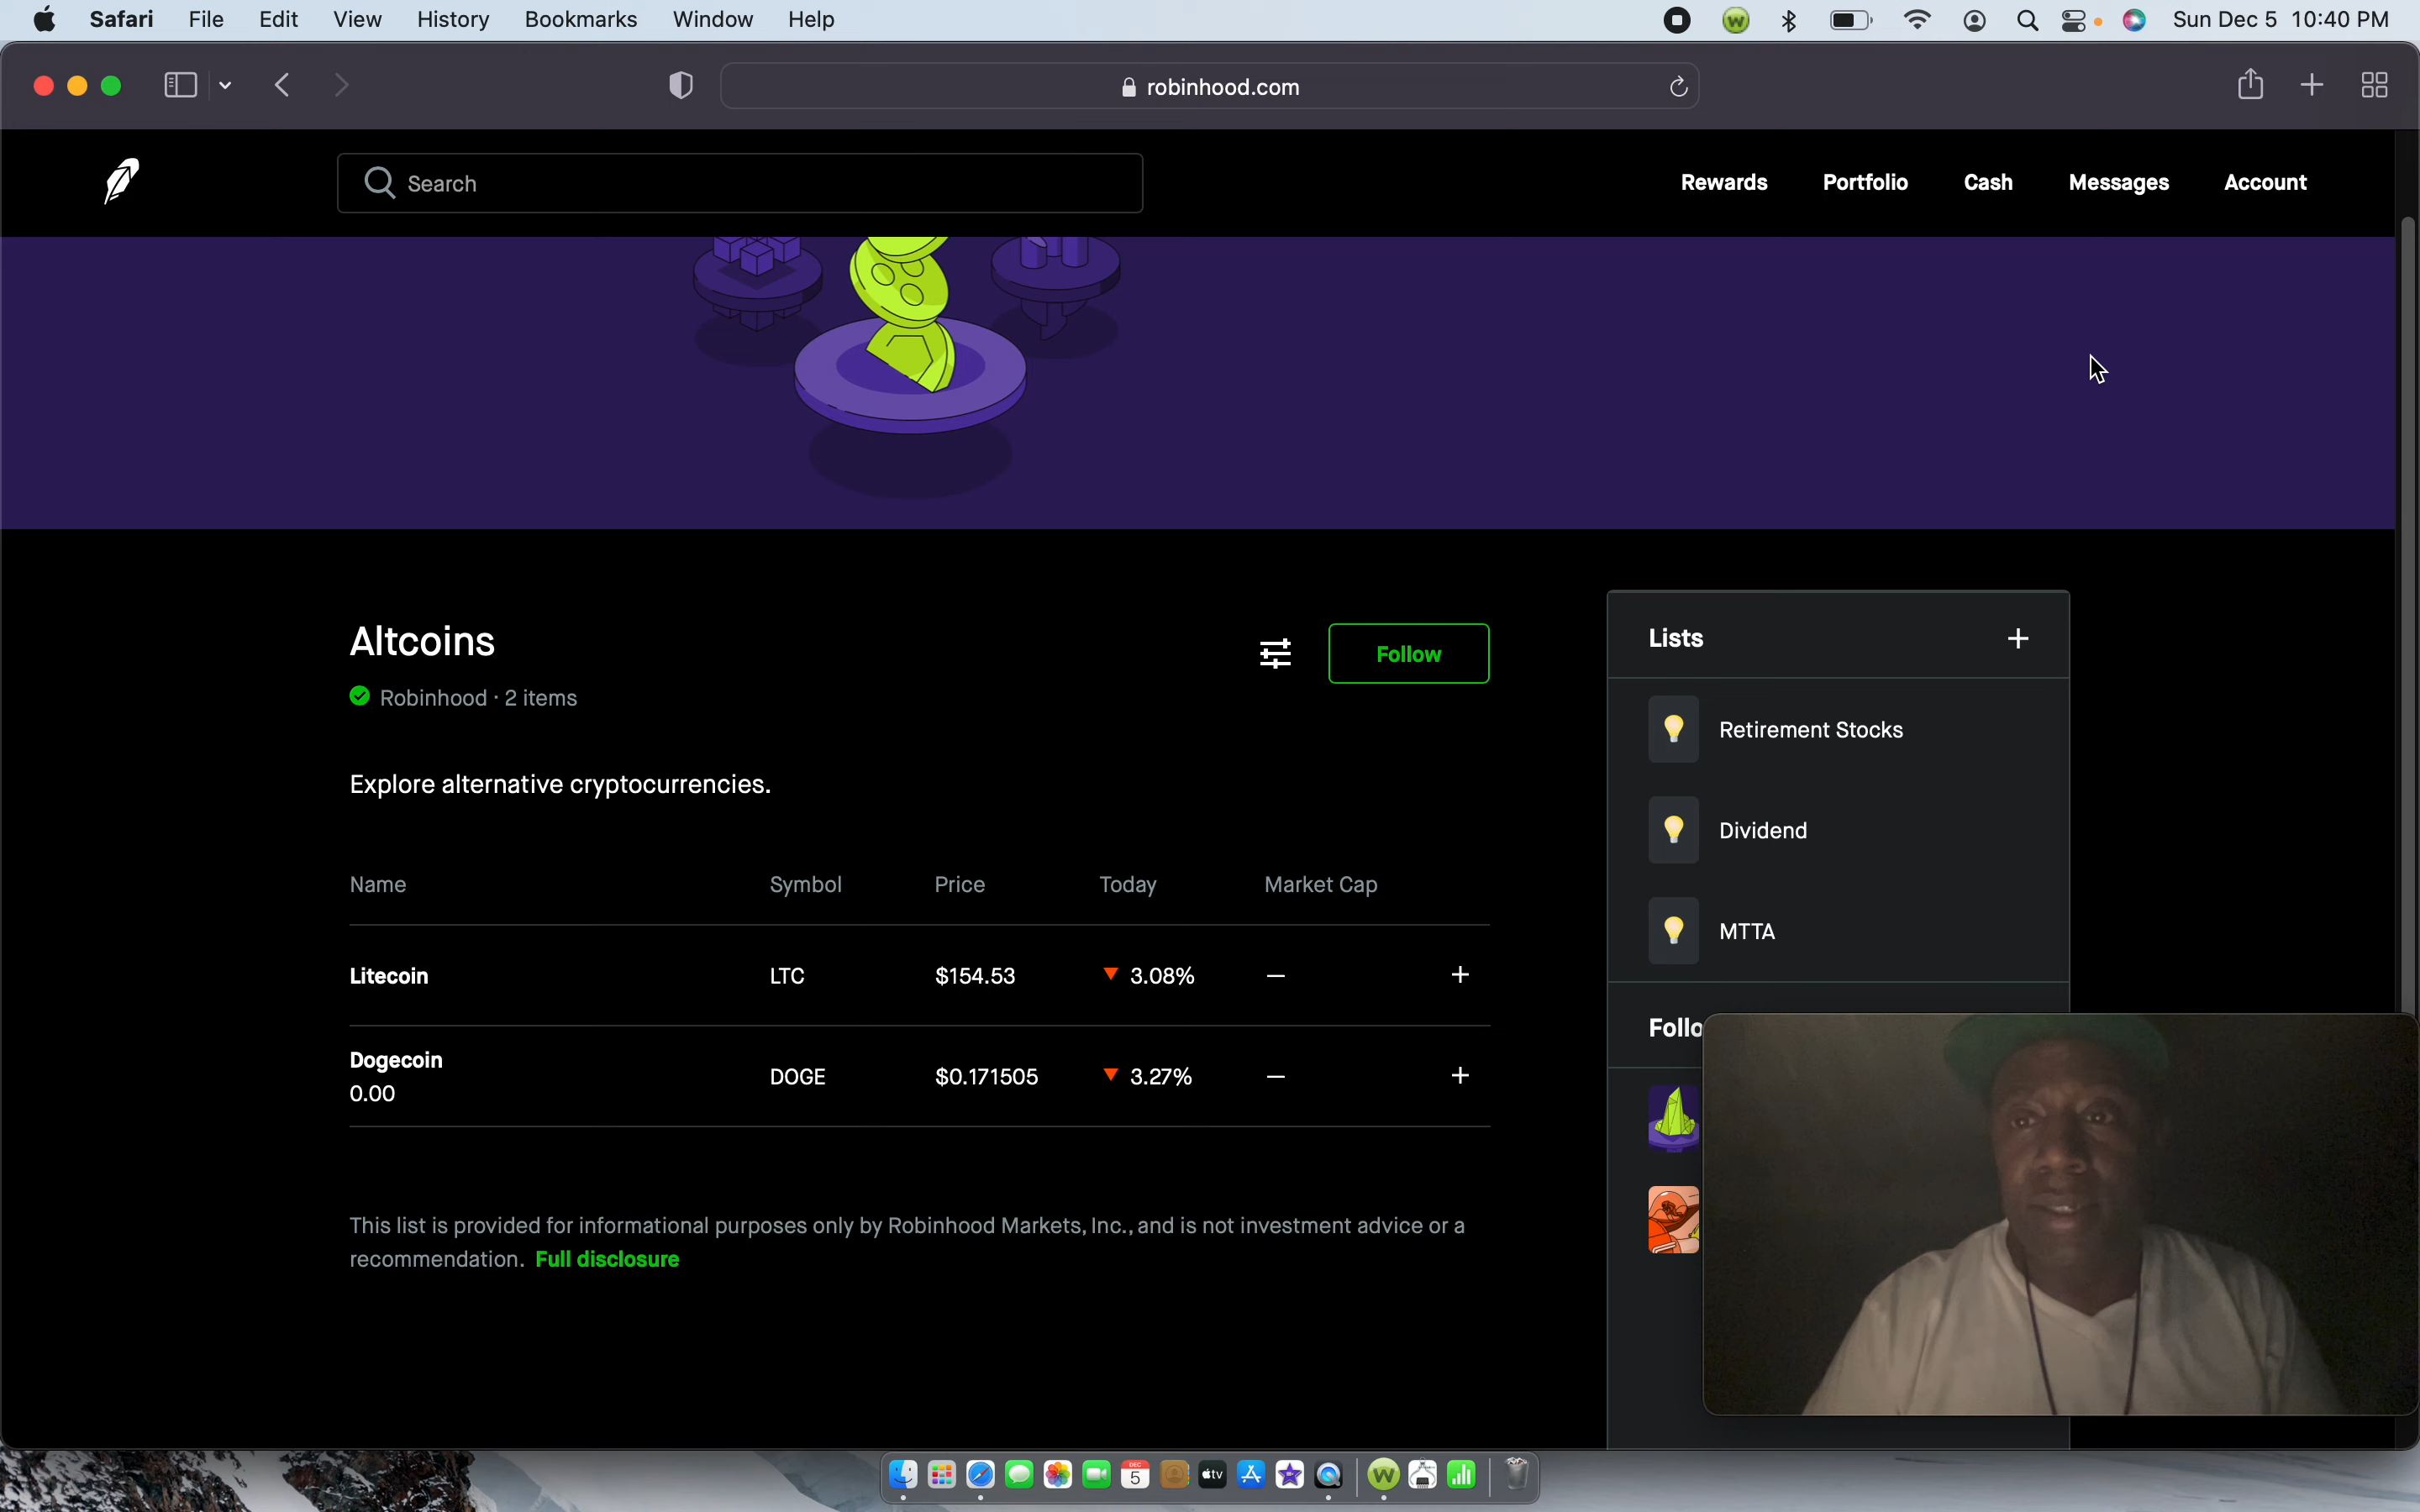 Safari File Edit View History Bookmarks Window Help Sun Dec 5 10:40 PM
robinhood.com
Search Rewards Portfolio Cash Messages Account
Altcoins
Follow
Robinhood · 2 items
Explore alternative cryptocurrencies.
Name Symbol Price Today Market Cap
Litecoin LTC $154.53 3.08% — +
Dogecoin
0.00
DOGE $0.171505 3.27% — +
This list is provided for informational purposes only by Robinhood Markets, Inc., and is not investment advice or a
recommendation. Full disclosure
Lists +
Retirement Stocks
Dividend
MTTA
Follo
DEC
5
tv
W